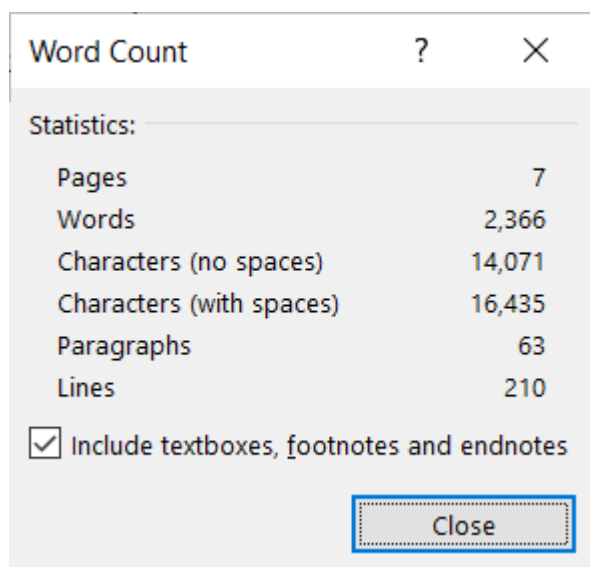 Word Count ?
Statistics:
Pages 7
Words 2,366
Characters (no spaces) 14,071
Characters (with spaces) 16,435
Paragraphs 63
Lines 210
Include textboxes, footnotes and endnotes
Close